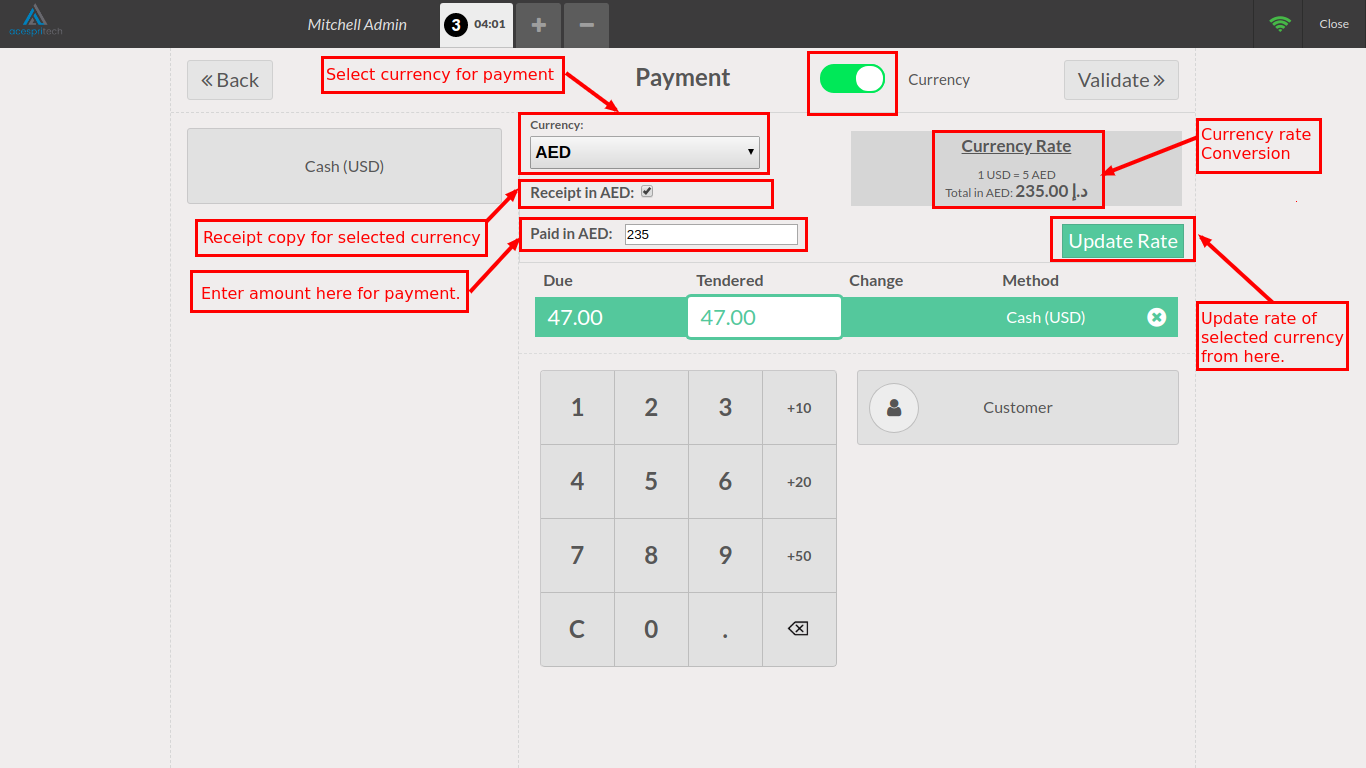 acespritech
Mitchell Admin
3 04:01
Close
Back
Select currency for payment
Payment
Currency
Validate
Cash (USD)
Currency:
AED
Receipt in AED:
Paid in AED: 235
Receipt copy for selected currency
Enter amount here for payment.
Currency Rate
1 USD = 5 AED
Total in AED: 235.00 د.إ
Currency rate
Conversion
Update Rate
Update rate of
selected currency
from here.
Due Tendered Change Method
47.00 47.00 Cash (USD)
1 2 3 +10
4 5 6 +20
7 8 9 +50
C 0 .
Customer